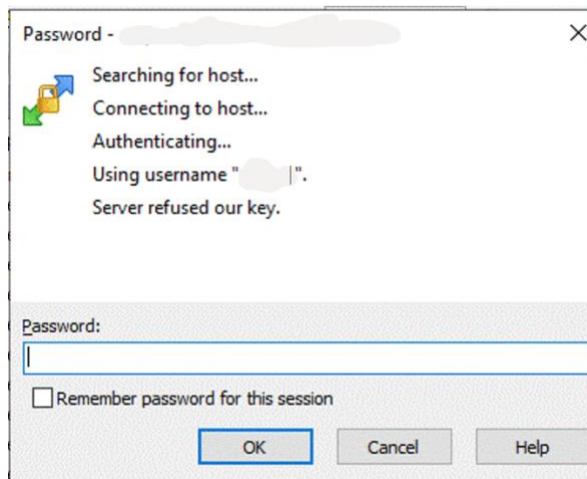 Password -
Searching for host...
Connecting to host...
Authenticating...
Using username " ".
Server refused our key.
Password:
Remember password for this session
OK
Cancel
Help